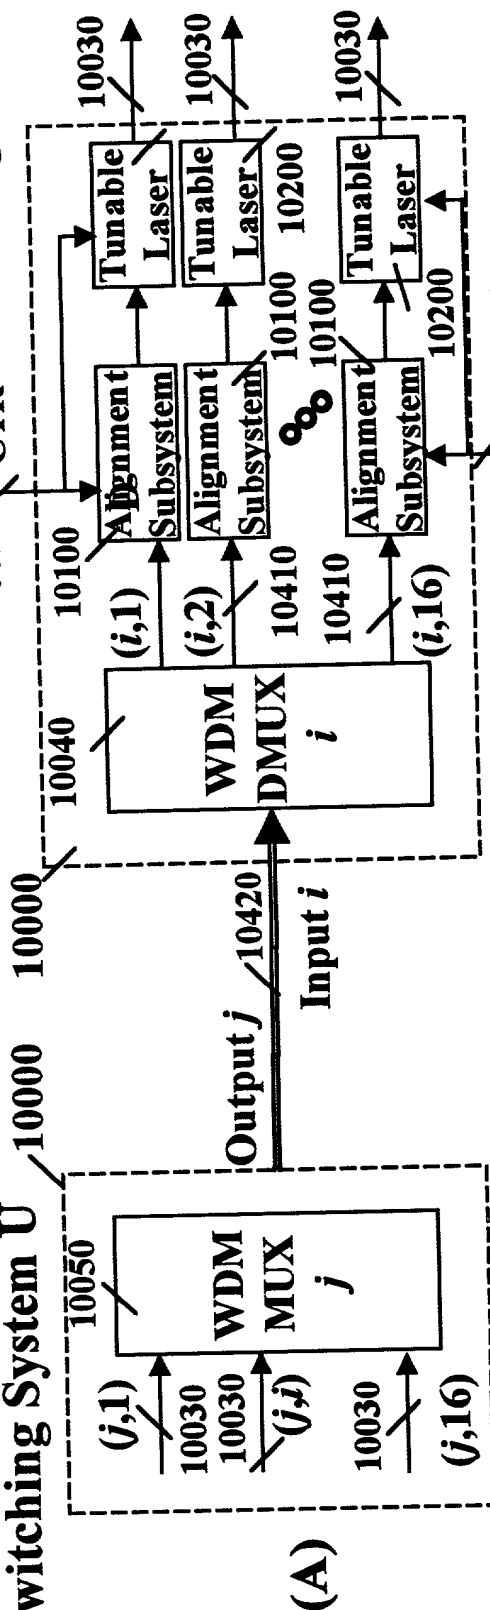 witching System U
10000
10050
WDM
MUX
j
(j,1)
10030
10030
(j,i)
10030
(j,16)
(A)
Output j
10420
Input i
10000
10040
WDM
DMUX
i
(i,1)
(i,2)
10410
10410
(i,16)
10100
Alignment
Subsystem
Alignment
Subsystem
10100
10100
Alignment
Subsystem
Tunable
Laser
Tunable
Laser
10200
Tunable
Laser
10200
10030
10030
10030